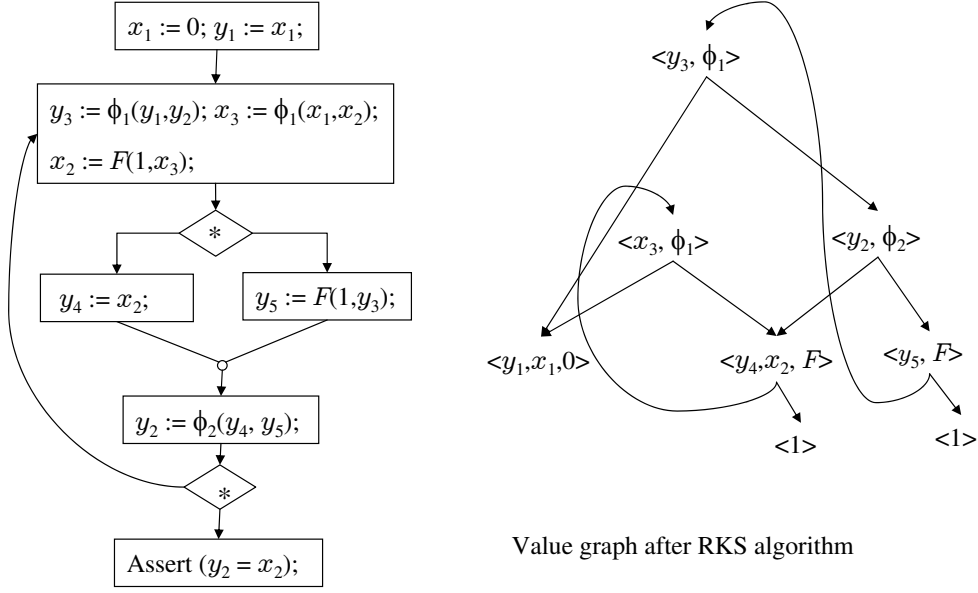 x₁ := 0; y₁ := x₁;
y₃ := ϕ₁(y₁,y₂); x₃ := ϕ₁(x₁,x₂);
x₂ := F(1,x₃);
*
y₄ := x₂;
y₅ := F(1,y₃);
y₂ := ϕ₂(y₄, y₅);
*
Assert (y₂ = x₂);
<y₃, ϕ₁>
<x₃, ϕ₁>
<y₂, ϕ₂>
<y₁,x₁,0>
<y₄,x₂, F>
<y₅, F>
<1>
<1>
Value graph after RKS algorithm